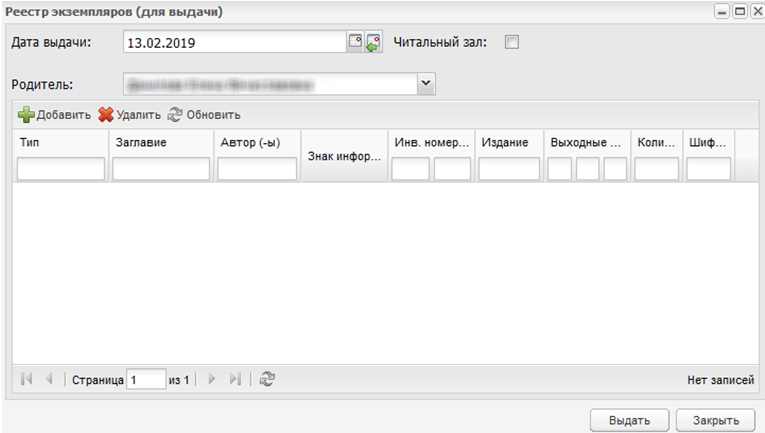 Реестр экземпляров (для выдачи)
Дата выдачи: 13.02.2019 Читальный зал:
Родитель:
Добавить Удалить Обновить
Тип Заглавие Автор (-ы) Знак инфор... Инв. номер... Издание Выходные ... Коли... Шиф...
Страница 1 из 1 Нет записей
Выдать Закрыть